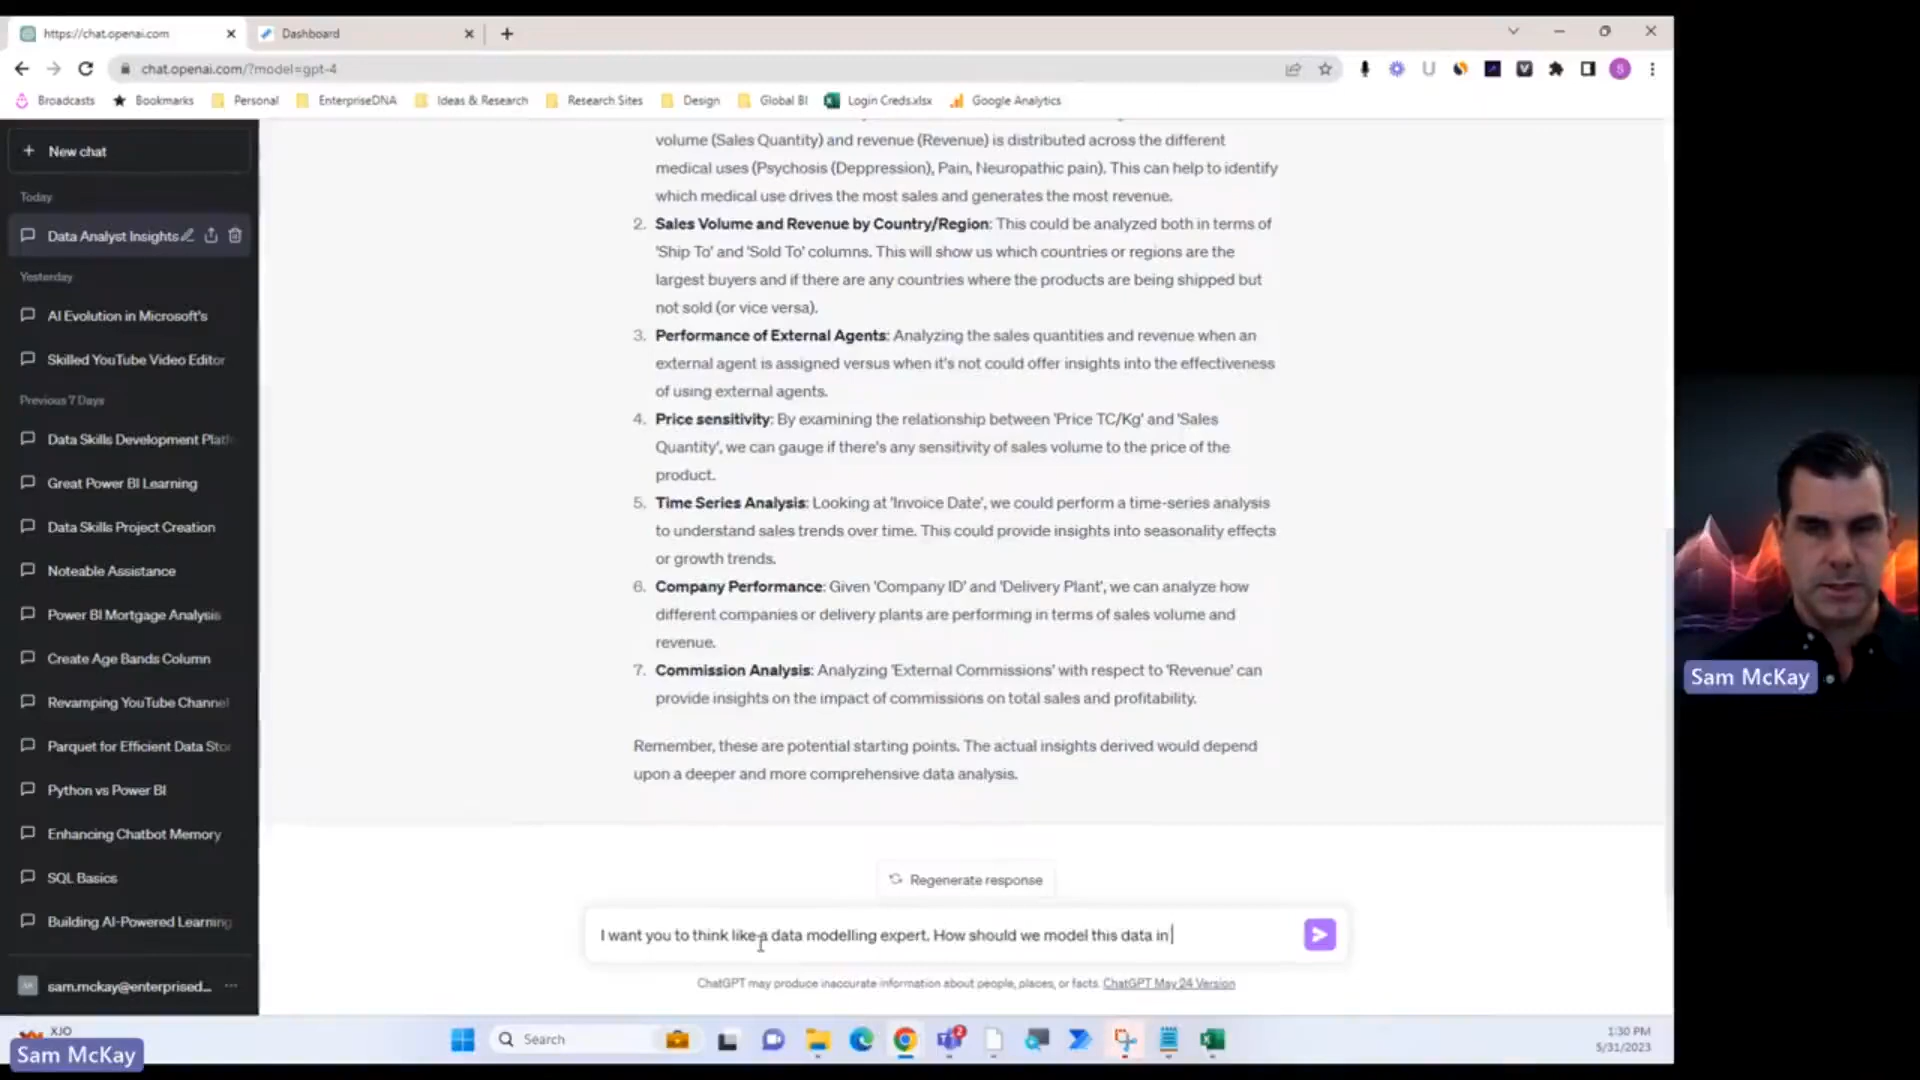 https://chat.openai.com
Dashboard
chat.openai.com/?model=gpt-4
Broadcasts
Bookmarks
Personal
EnterpriseDNA
Ideas & Research
Research Sites
Design
Global BI
Login Creds.xlsx
Google Analytics
New chat
Today
Data Analyst Insights
Yesterday
AI Evolution in Microsoft's
Skilled YouTube Video Editor
Previous 7 Days
Data Skills Development Platf
Great Power BI Learning
Data Skills Project Creation
Noteable Assistance
Power BI Mortgage Analysis
Create Age Bands Column
Revamping YouTube Channel
Parquet for Efficient Data Stor
Python vs Power BI
Enhancing Chatbot Memory
SQL Basics
Building AI-Powered Learning
sam.mckay@enterprised...
volume (Sales Quantity) and revenue (Revenue) is distributed across the different
medical uses (Psychosis (Depression), Pain, Neuropathic pain). This can help to identify
which medical use drives the most sales and generates the most revenue.
2. Sales Volume and Revenue by Country/Region: This could be analyzed both in terms of
'Ship To' and 'Sold To' columns. This will show us which countries or regions are the
largest buyers and if there are any countries where the products are being shipped but
not sold (or vice versa).
3. Performance of External Agents: Analyzing the sales quantities and revenue when an
external agent is assigned versus when it's not could offer insights into the effectiveness
of using external agents.
4. Price sensitivity: By examining the relationship between 'Price TC/Kg' and 'Sales
Quantity', we can gauge if there's any sensitivity of sales volume to the price of the
product.
5. Time Series Analysis: Looking at 'Invoice Date', we could perform a time-series analysis
to understand sales trends over time. This could provide insights into seasonality effects
or growth trends.
6. Company Performance: Given 'Company ID' and 'Delivery Plant', we can analyze how
different companies or delivery plants are performing in terms of sales volume and
revenue.
7. Commission Analysis: Analyzing 'External Commissions' with respect to 'Revenue' can
provide insights on the impact of commissions on total sales and profitability.
Remember, these are potential starting points. The actual insights derived would depend
upon a deeper and more comprehensive data analysis.
Regenerate response
I want you to think like a data modelling expert. How should we model this data in
ChatGPT may produce inaccurate information about people, places, or facts. ChatGPT May 24 Version
Sam McKay
XJO
Search
2
1:30 PM
5/31/2023
Sam McKay